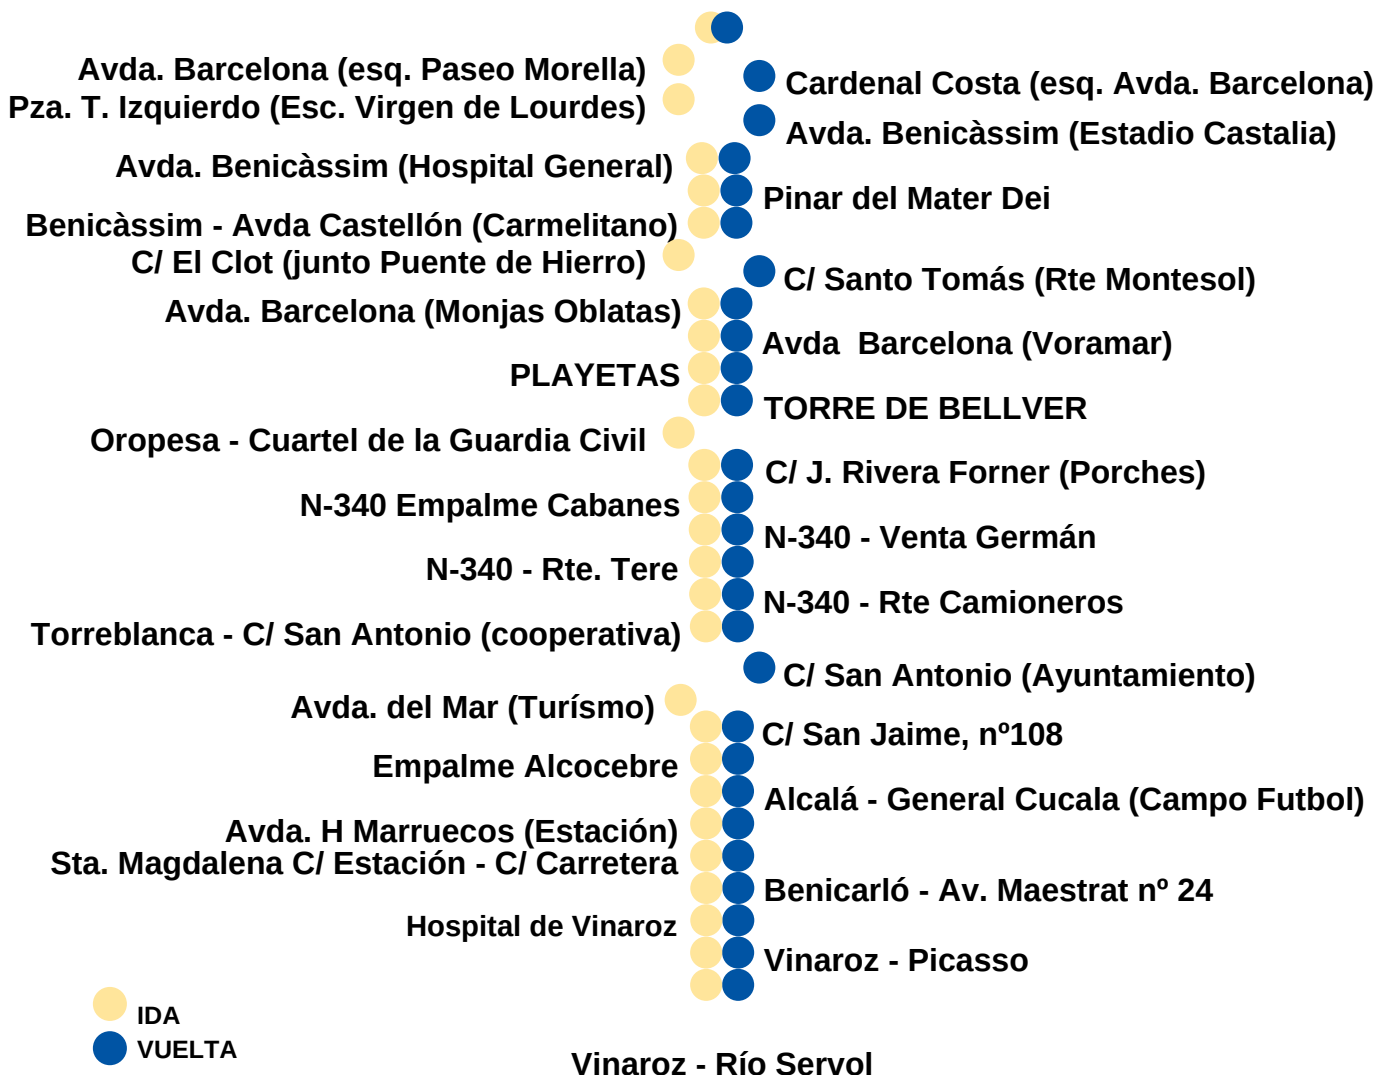 Avda. Barcelona (esq. Paseo Morella)
Cardenal Costa (esq. Avda. Barcelona)
Pza. T. Izquierdo (Esc. Virgen de Lourdes)
Avda. Benicàssim (Estadio Castalia)
Avda. Benicàssim (Hospital General)
Pinar del Mater Dei
Benicàssim - Avda Castellón (Carmelitano)
C/ El Clot (junto Puente de Hierro)
C/ Santo Tomás (Rte Montesol)
Avda. Barcelona (Monjas Oblatas)
Avda  Barcelona (Voramar)
PLAYETAS
TORRE DE BELLVER
Oropesa - Cuartel de la Guardia Civil
C/ J. Rivera Forner (Porches)
N-340 Empalme Cabanes
N-340 - Venta Germán
N-340 - Rte. Tere
N-340 - Rte Camioneros
Torreblanca - C/ San Antonio (cooperativa)
C/ San Antonio (Ayuntamiento)
Avda. del Mar (Turísmo)
C/ San Jaime, nº108
Empalme Alcocebre
Alcalá - General Cucala (Campo Futbol)
Avda. H Marruecos (Estación)
Sta. Magdalena C/ Estación - C/ Carretera
Benicarló - Av. Maestrat nº 24
Hospital de Vinaroz
Vinaroz - Picasso
IDA
VUELTA
Vinaroz - Río Servol